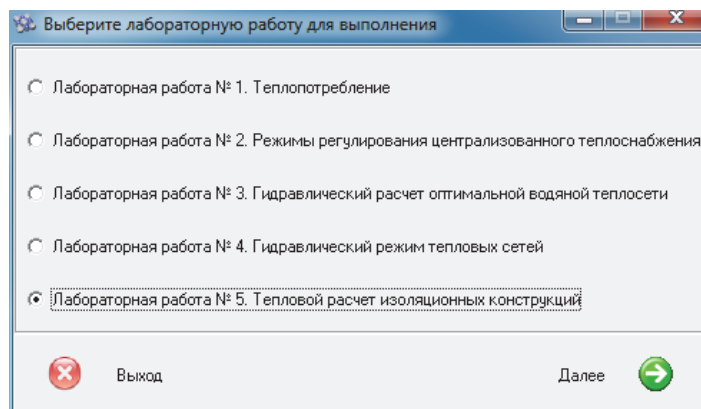 Выберите лабораторную работу для выполнения
Лабораторная работа № 1. Теплопотребление
Лабораторная работа № 2. Режимы регулирования централизованного теплоснабжения
Лабораторная работа № 3. Гидравлический расчет оптимальной водяной теплосети
Лабораторная работа № 4. Гидравлический режим тепловых сетей
Лабораторная работа № 5. Тепловой расчет изоляционных конструкций
Выход Далее